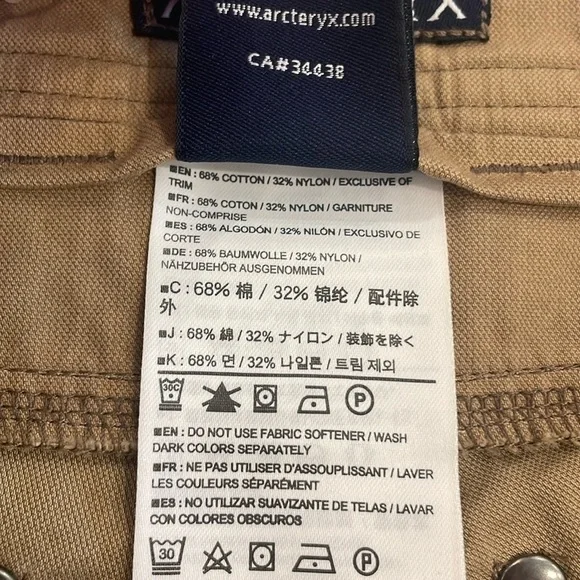 www.arcteryx.com
YX
CA#34438
EN : 68% COTTON / 32% NYLON / EXCLUSIVE OF
TRIM
FR : 68% COTON / 32% NYLON / GARNITURE
NON-COMPRISE
ES : 68% ALGODÓN / 32% NILÓN / EXCLUSIVO DE
CORTE
DE : 68% BAUMWOLLE / 32% NYLON /
NÄHZUBEHÖR AUSGENOMMEN
C : 68% 棉 / 32% 锦纶 / 配件除
外
J : 68% 綿 / 32% ナイロン / 装飾を除く
K : 68% 면 / 32% 나일론 / 트림 제외
30C P
EN : DO NOT USE FABRIC SOFTENER / WASH
DARK COLORS SEPARATELY
FR : NE PAS UTILISER D'ASSOUPLISSANT / LAVER
LES COULEURS SÉPARÉMENT
ES : NO UTILIZAR SUAVIZANTE DE TELAS / LAVAR
CON COLORES OBSCUROS
30 P